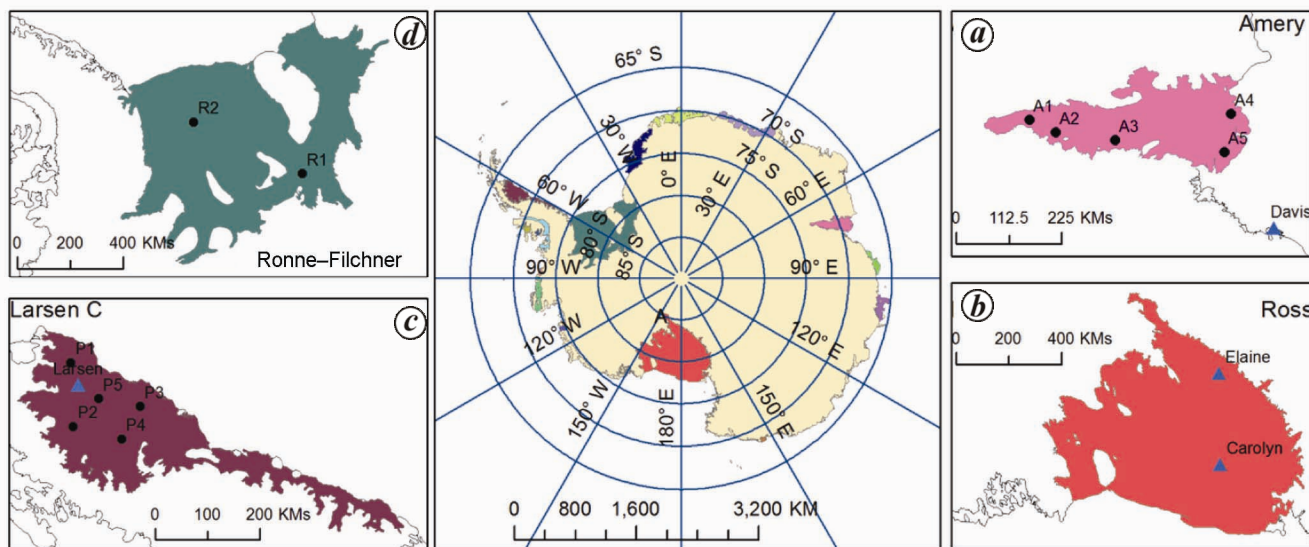 d
R2
R1
0 200 400 KMs
Ronne–Filchner
Larsen C
c
P1
Larsen
P5
P3
P2
P4
0 100 200 KMs
65° S
70° S
30° W
0° E
75° S
30° E
60° E
60° W
80° S
85° S
90° W
90° E
A
120° W
120° E
150° W
180° E
150° E
0 800 1,600 3,200 KM
Amery
a
A1
A2
A3
A4
A5
0 112.5 225 KMs
Davis
b
Ross
0 200 400 KMs
Elaine
Carolyn